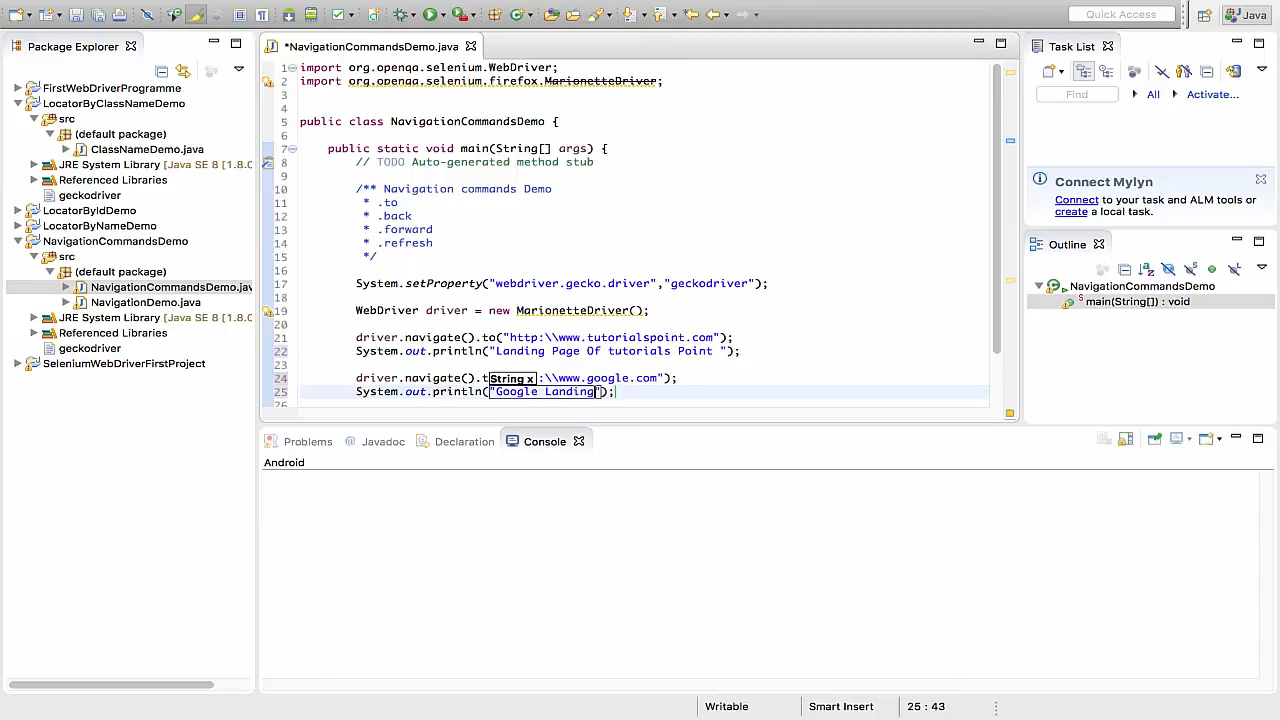 Quick Access
Java
Package Explorer
FirstWebDriverProgramme
LocatorByClassNameDemo
src
(default package)
ClassNameDemo.java
JRE System Library [Java SE 8 [1.8.0
Referenced Libraries
geckodriver
LocatorByIdDemo
LocatorByNameDemo
NavigationCommandsDemo
src
(default package)
NavigationCommandsDemo.jav
NavigationDemo.java
JRE System Library [Java SE 8 [1.8.0
Referenced Libraries
geckodriver
SeleniumWebDriverFirstProject
*NavigationCommandsDemo.java
1 import org.openqa.selenium.WebDriver;
2 import org.openqa.selenium.firefox.MarionetteDriver;
3
4
5 public class NavigationCommandsDemo {
6
7 public static void main(String[] args) {
8 // TODO Auto-generated method stub
9
10 /** Navigation commands Demo
11 * .to
12 * .back
13 * .forward
14 * .refresh
15 */
16
17 System.setProperty("webdriver.gecko.driver","geckodriver");
18
19 WebDriver driver = new MarionetteDriver();
20
21 driver.navigate().to("http:\\www.tutorialspoint.com");
22 System.out.println("Landing Page Of tutorials Point ");
24 driver.navigate().t String x :\\www.google.com");
25 System.out.println("Google Landing");
26
Task List
Find
All
Activate...
Connect Mylyn
Connect to your task and ALM tools or
create a local task.
Outline
NavigationCommandsDemo
main(String[]) : void
Problems
@ Javadoc
Declaration
Console
Android
Writable
Smart Insert
25 : 43